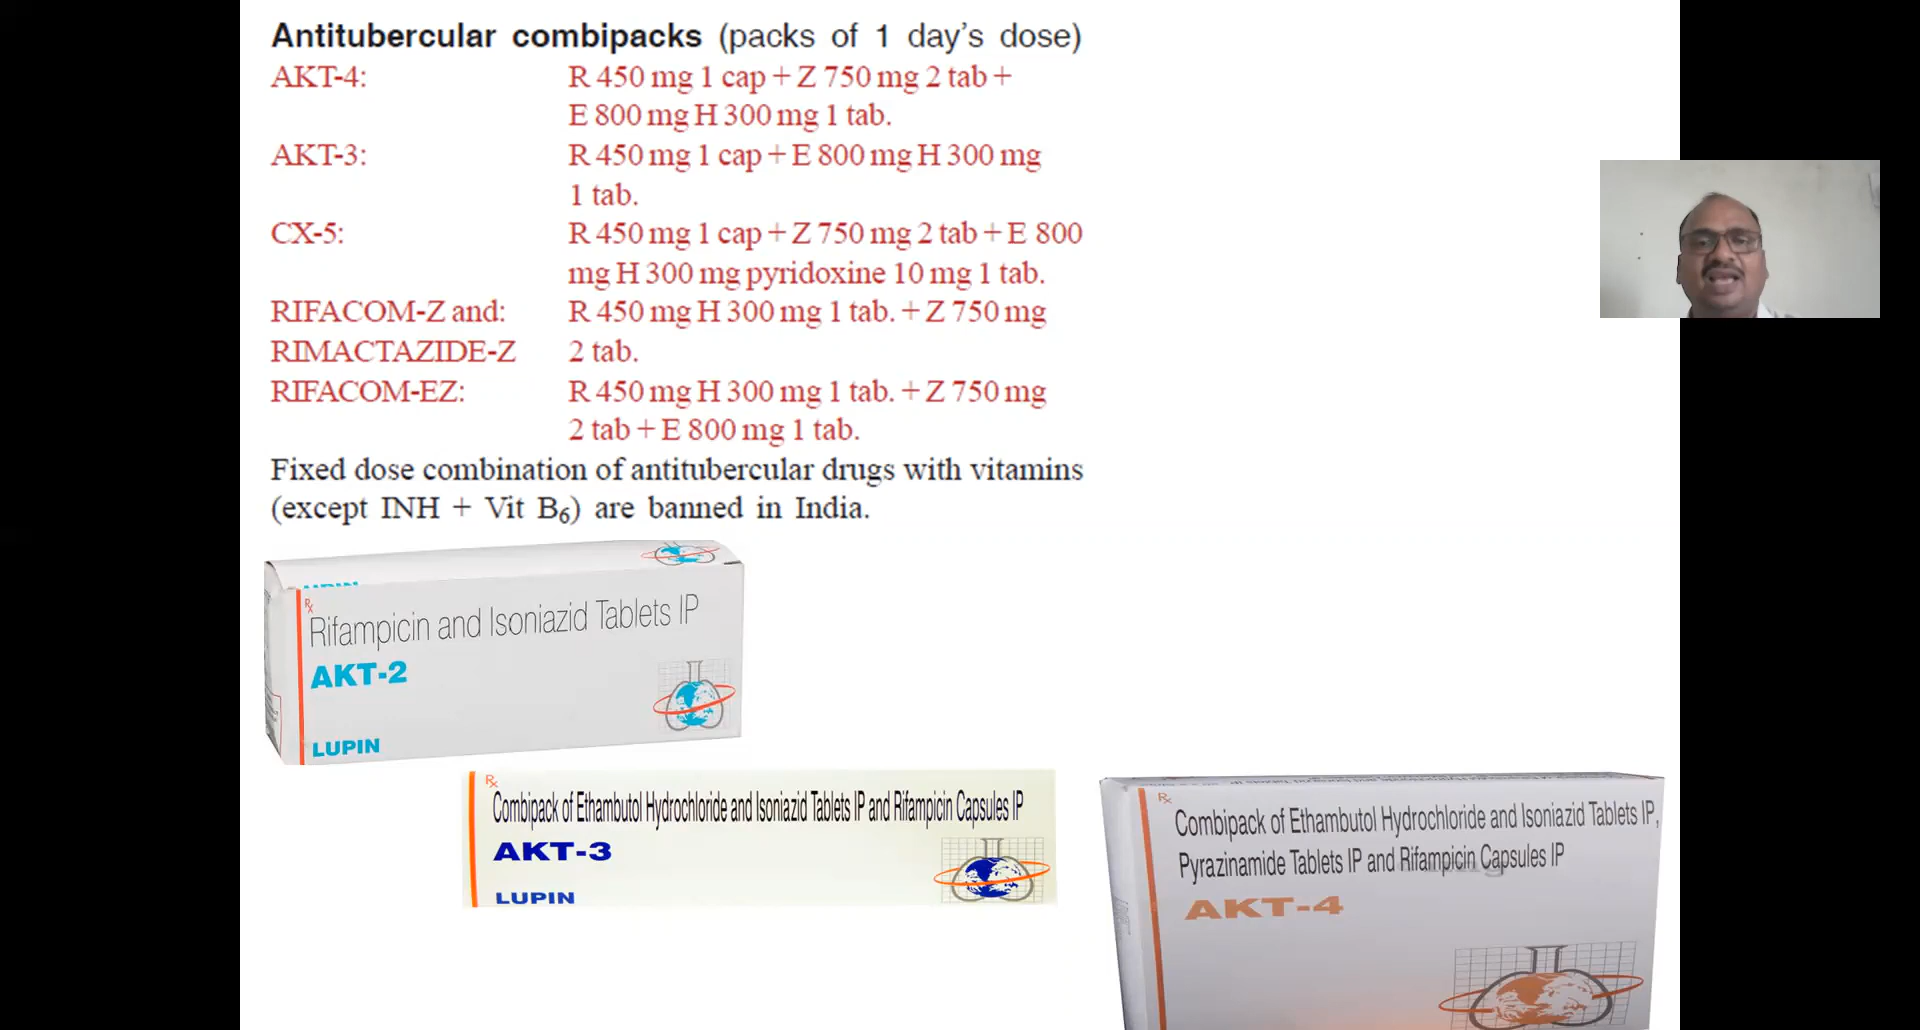 Antitubercular combipacks (packs of 1 day's dose)
AKT-4: R 450 mg 1 cap + Z 750 mg 2 tab +
E 800 mg H 300 mg 1 tab.
AKT-3: R 450 mg 1 cap + E 800 mg H 300 mg
1 tab.
CX-5: R 450 mg 1 cap + Z 750 mg 2 tab + E 800
mg H 300 mg pyridoxine 10 mg 1 tab.
RIFACOM-Z and: R 450 mg H 300 mg 1 tab. + Z 750 mg
RIMACTAZIDE-Z 2 tab.
RIFACOM-EZ: R 450 mg H 300 mg 1 tab. + Z 750 mg
2 tab + E 800 mg 1 tab.
Fixed dose combination of antitubercular drugs with vitamins
(except INH + Vit B6) are banned in India.
Rx
Rifampicin and Isoniazid Tablets IP
AKT-2
LUPIN
Rx
Combipack of Ethambutol Hydrochloride and Isoniazid Tablets IP and Rifampicin Capsules IP
AKT-3
LUPIN
Rx
Combipack of Ethambutol Hydrochloride and Isoniazid Tablets IP,
Pyrazinamide Tablets IP and Rifampicin Capsules IP
AKT-4